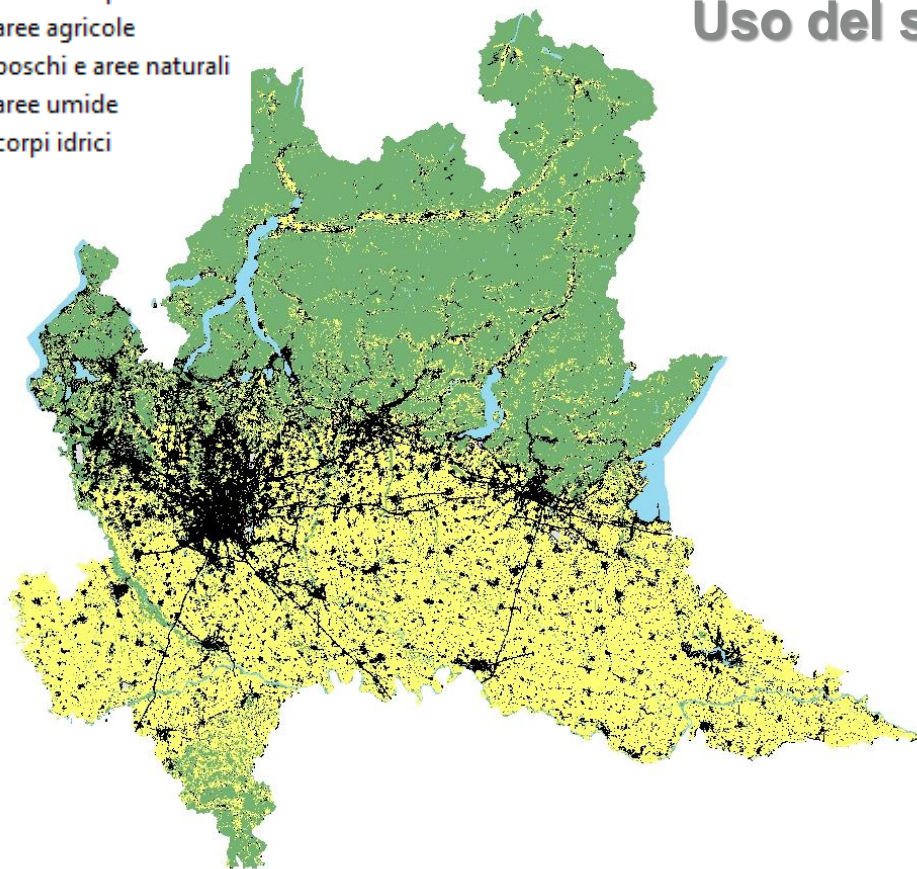 Uso del s
aree agricole
boschi e aree naturali
aree umide
corpi idrici